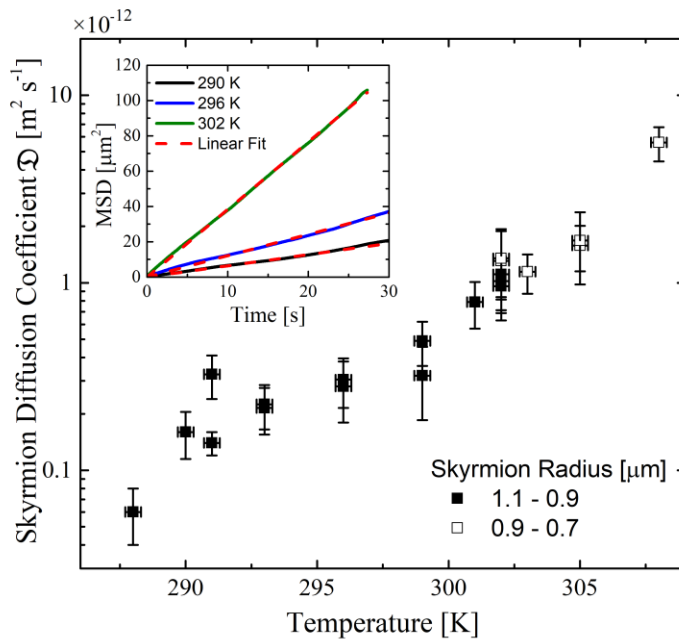 ×10⁻¹²
Skyrmion Diffusion Coefficient 𝔇 [m² s⁻¹]
10
1
0.1
290
295
300
305
Temperature [K]
120
100
80
60
40
20
0
MSD [μm²]
290 K
296 K
302 K
Linear Fit
0
10
20
30
Time [s]
Skyrmion Radius [μm]
1.1 - 0.9
0.9 - 0.7